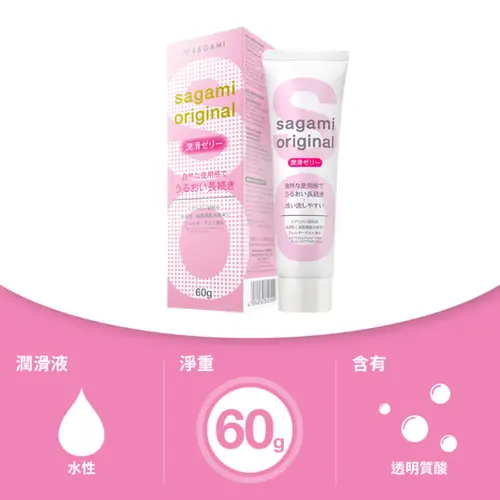 SAGAMI
sagami
original
潤滑ゼリー
自然な使用感で
うるおい長続き
60g
sagami
original
潤滑ゼリー
自然な使用感で
うるおい長続き
洗い流しやすい
潤滑液
水性
淨重
60g
含有
透明質酸